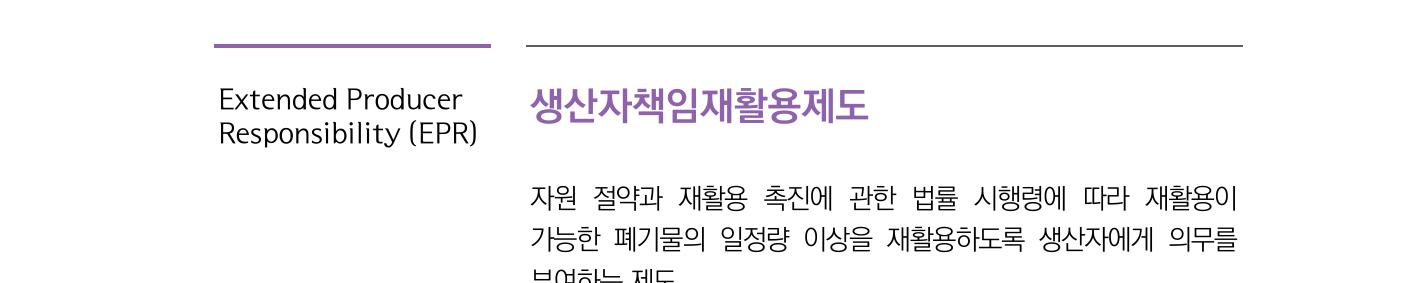 Extended Producer
Responsibility (EPR)
생산자책임재활용제도
자원 절약과 재활용 촉진에 관한 법률 시행령에 따라 재활용이
가능한 폐기물의 일정량 이상을 재활용하도록 생산자에게 의무를
부여하는 제도